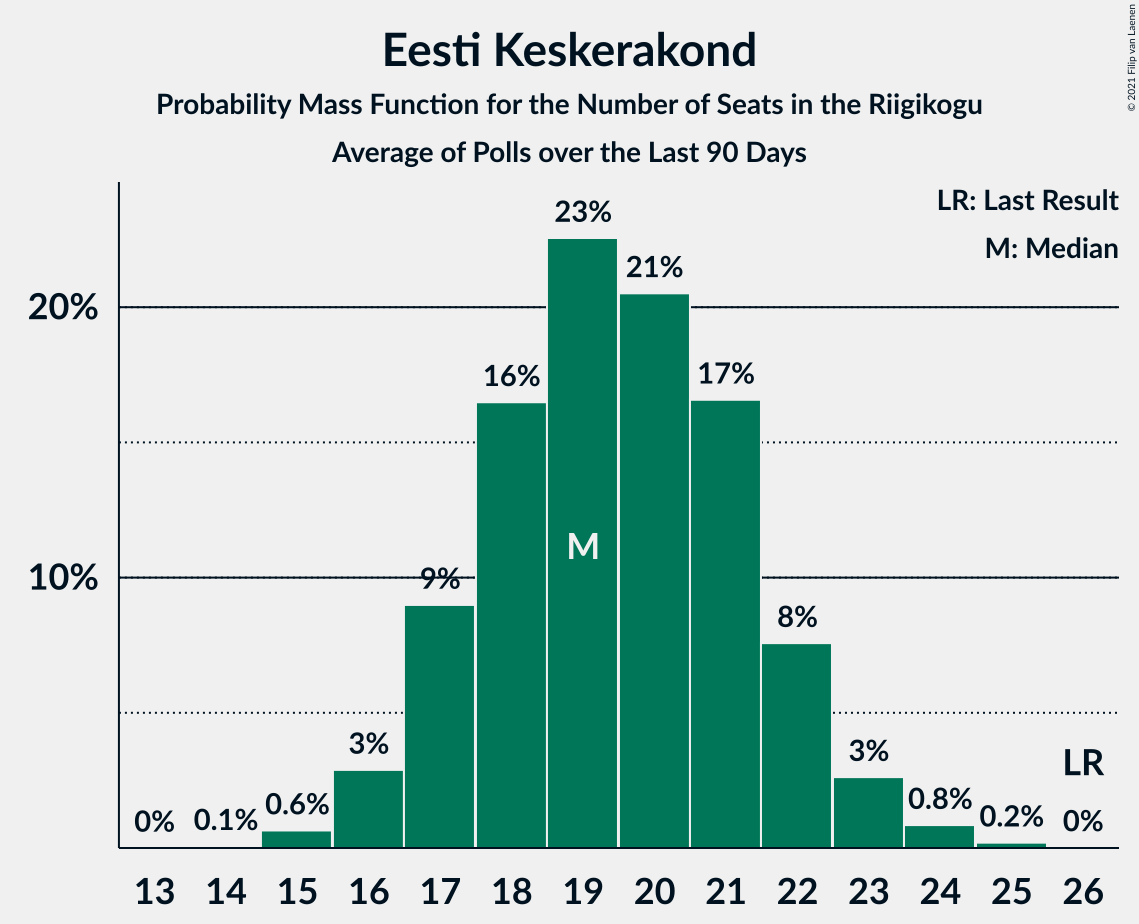 Eesti Keskerakond
Probability Mass Function for the Number of Seats in the Riigikogu
Average of Polls over the Last 90 Days
© 2021 Filip van Laenen
LR: Last Result
M: Median
23%
21%
20%
16%
17%
M
10%
9%
8%
3%
3%
LR
0%
0.1%
0.6%
0.8%
0.2%
0%
13 14 15 16 17 18 19 20 21 22 23 24 25 26